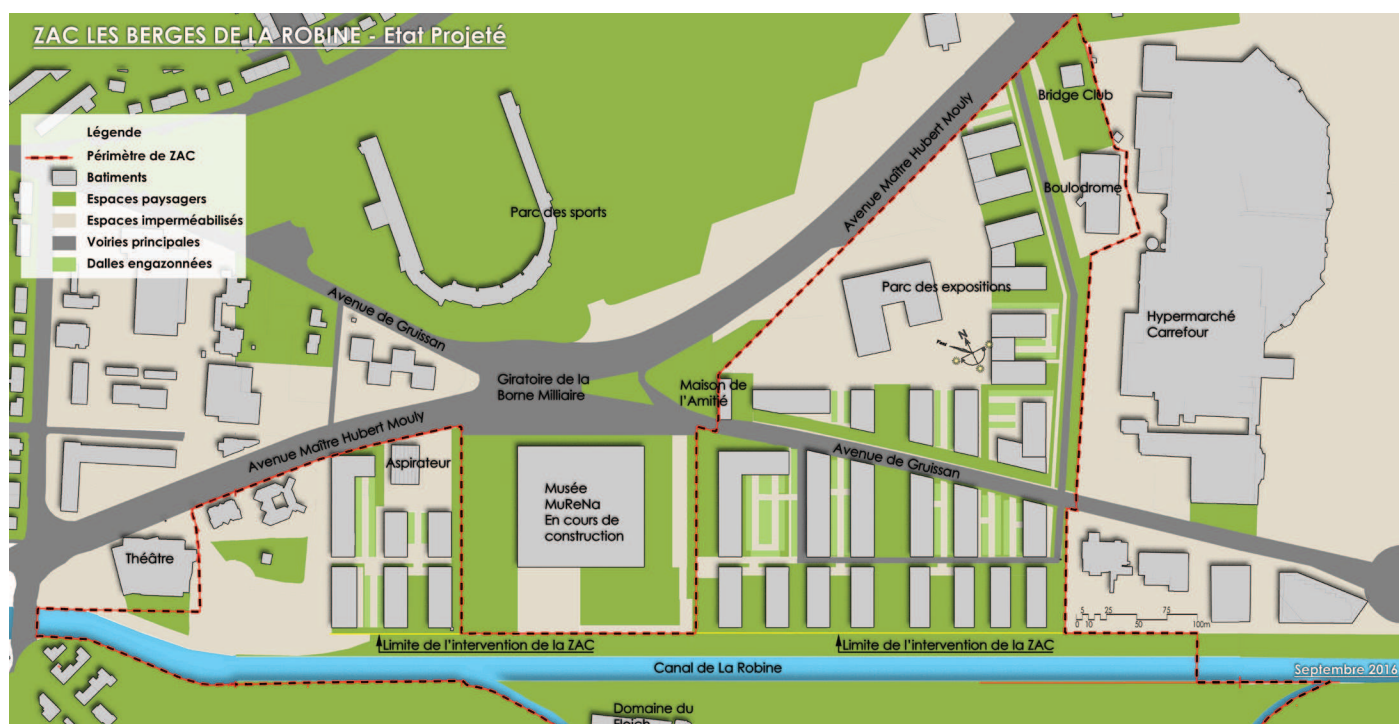 ZAC LES BERGES DE LA ROBINE - Etat Projeté
Légende
Périmètre de ZAC
Batiments
Espaces paysagers
Espaces imperméabilisés
Voiries principales
Dalles engazonnées
Bridge Club
Avenue Maître Hubert Mouly
Boulodrome
Parc des sports
Parc des expositions
Avenue de Gruissan
Hypermarché
Carrefour
N
Giratoire de la
Borne Milliaire
Maison de
l'Amitié
Avenue Maître Hubert Mouly
Aspirateur
Avenue de Gruissan
Musée
MuReNa
En cours de
construction
Théâtre
5 25 75
0 10 50 100m
Limite de l'intervention de la ZAC
Limite de l'intervention de la ZAC
Canal de La Robine
Septembre 2016
Domaine du